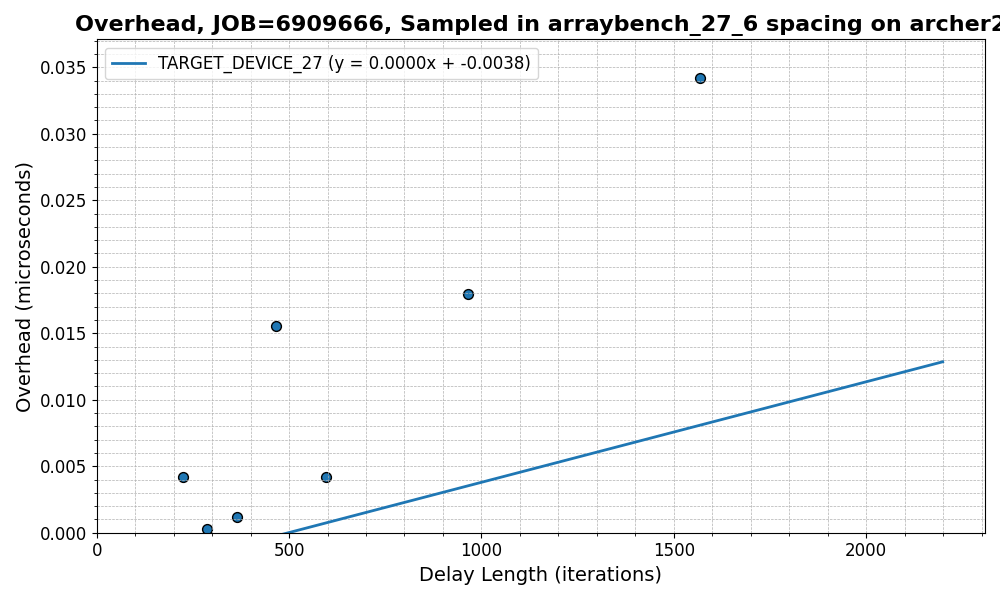 Overhead, JOB=6909666, Sampled in arraybench_27_6 spacing on archer2
TARGET_DEVICE_27 (y = 0.0000x + -0.0038)
Overhead (microseconds)
0.035
0.030
0.025
0.020
0.015
0.010
0.005
0.000
0 500 1000 1500 2000
Delay Length (iterations)